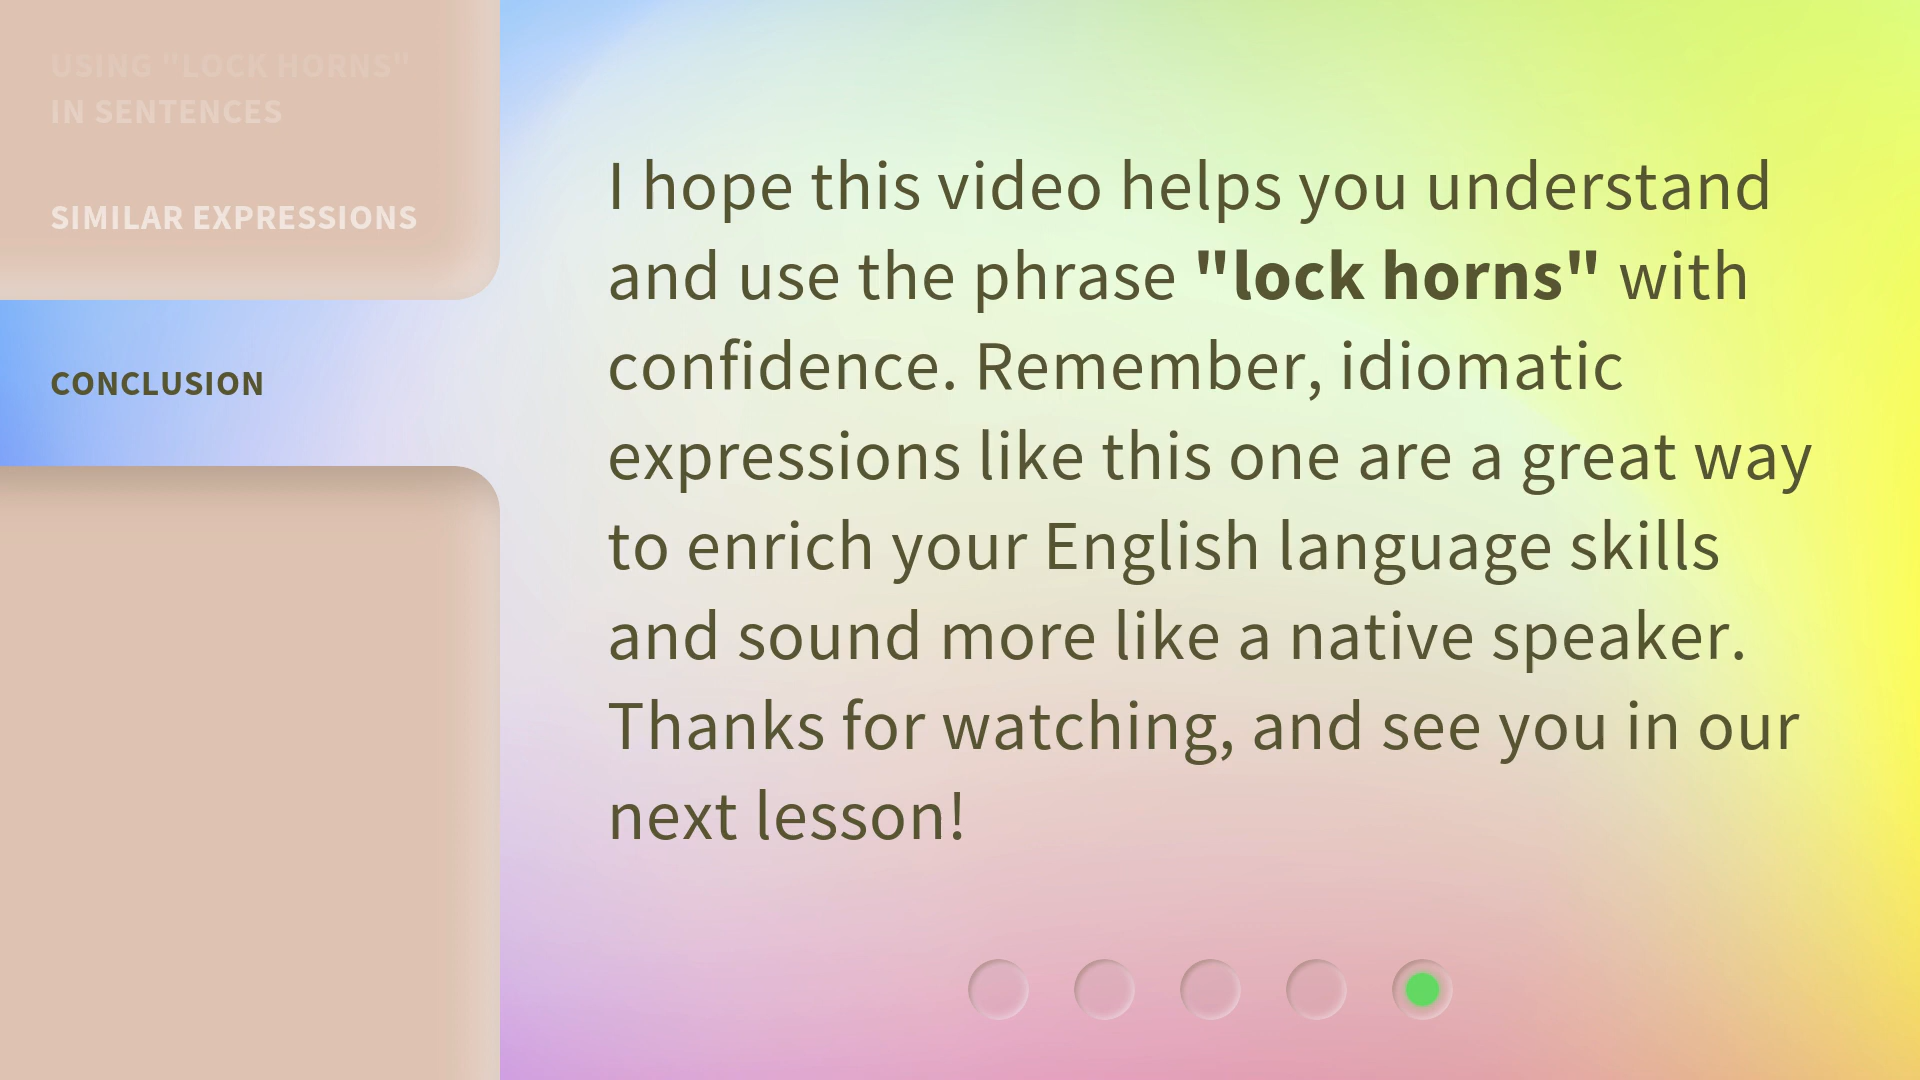 USING "LOCK HORNS"
IN SENTENCES
SIMILAR EXPRESSIONS
CONCLUSION
I hope this video helps you understand
and use the phrase "lock horns" with
confidence. Remember, idiomatic
expressions like this one are a great way
to enrich your English language skills
and sound more like a native speaker.
Thanks for watching, and see you in our
next lesson!